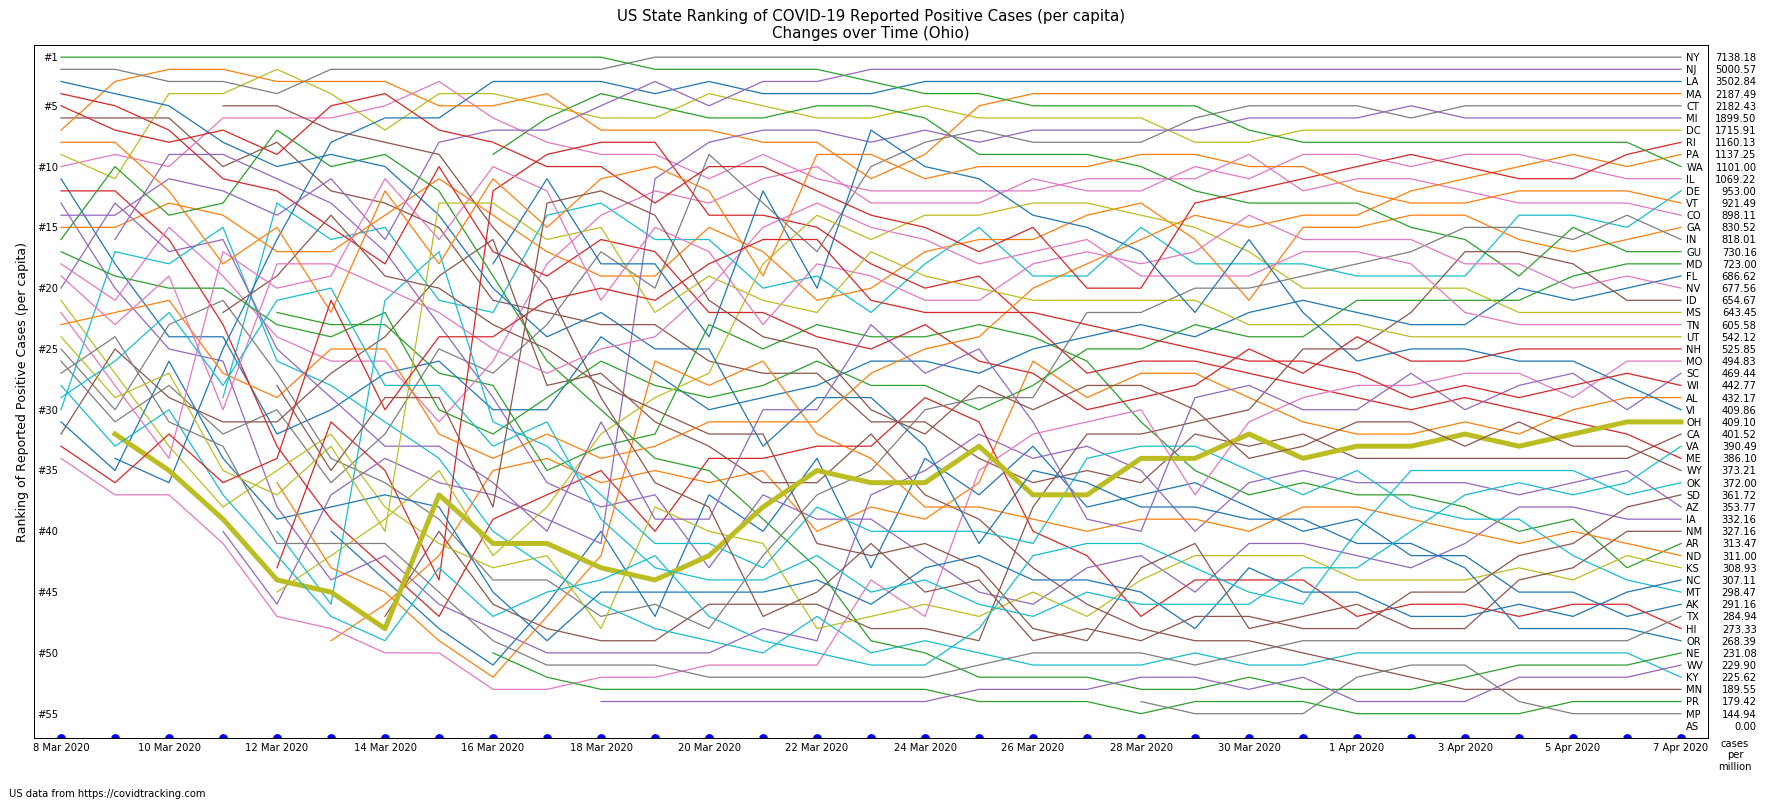 US State Ranking of COVID-19 Reported Positive Cases (per capita)
Changes over Time (Ohio)
Ranking of Reported Positive Cases (per capita)
#1
#5
#10
#15
#20
#25
#30
#35
#40
#45
#50
#55
NY 7138.18
NJ 5000.57
LA 3502.84
MA 2187.49
CT 2182.43
MI 1899.50
DC 1715.91
RI 1160.13
PA 1137.25
WA 1101.00
IL 1069.22
DE 953.00
VT 921.49
CO 898.11
GA 830.52
IN 818.01
GU 730.16
MD 723.00
FL 686.62
NV 677.56
ID 654.67
MS 643.45
TN 605.58
UT 542.12
NH 525.85
MO 494.83
SC 469.44
WI 442.77
AL 432.17
VI 409.86
OH 409.10
CA 401.52
VA 390.49
ME 386.10
WY 373.21
OK 372.00
SD 361.72
AZ 353.77
IA 332.16
NM 327.16
AR 313.47
ND 311.00
KS 308.93
NC 307.11
MT 298.47
AK 291.16
TX 284.94
HI 273.33
OR 268.39
NE 231.08
WV 229.90
KY 225.62
MN 189.55
PR 179.42
MP 144.94
AS 0.00
8 Mar 2020 10 Mar 2020 12 Mar 2020 14 Mar 2020 16 Mar 2020 18 Mar 2020 20 Mar 2020 22 Mar 2020 24 Mar 2020 26 Mar 2020 28 Mar 2020 30 Mar 2020 1 Apr 2020 3 Apr 2020 5 Apr 2020 7 Apr 2020
cases
per
million
US data from https://covidtracking.com